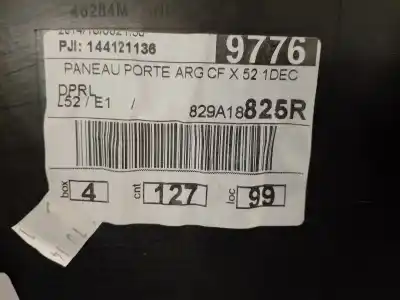 PJI: 144121136
9776
PANEAU PORTE ARG CF X 52 1DEC
DPRL
L52 / E1 / 829A18825R
box 4 cnt 127 loc 99